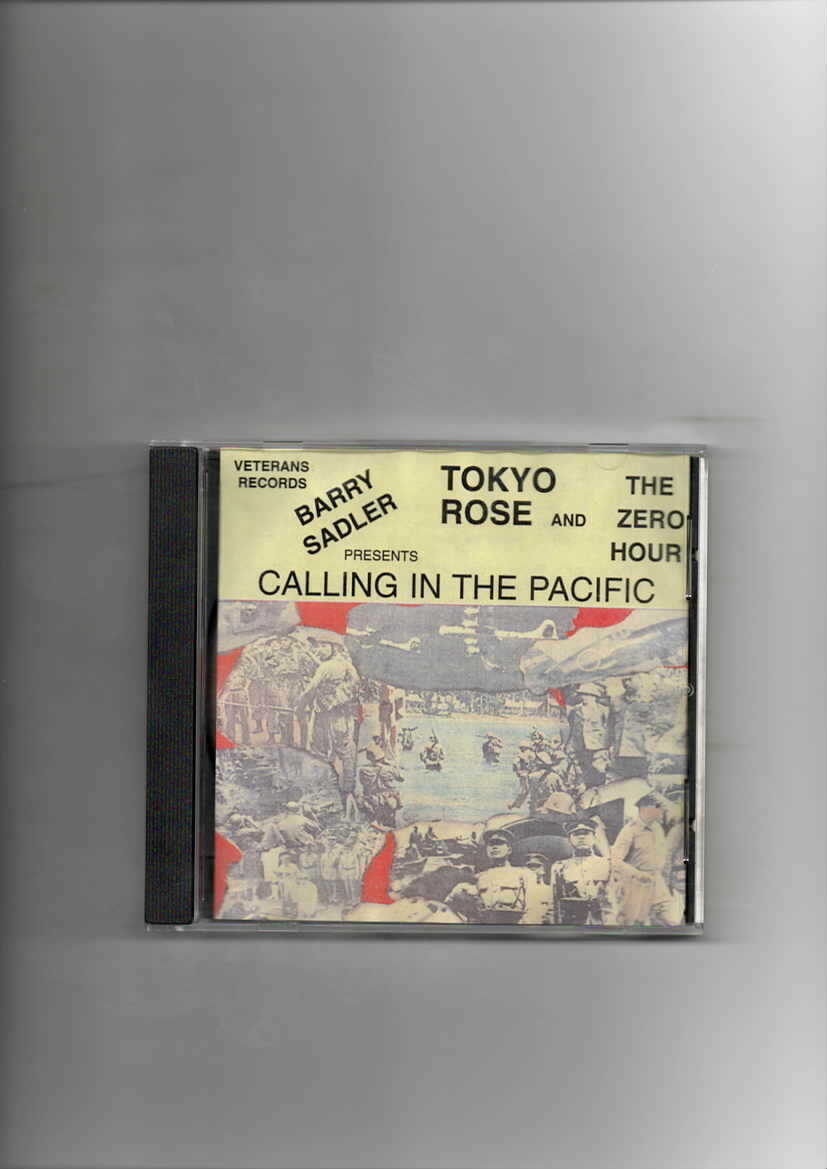 VETERANS
RECORDS
BARRY
SADLER
PRESENTS
TOKYO
ROSE AND
THE
ZERO
HOUR
CALLING IN THE PACIFIC